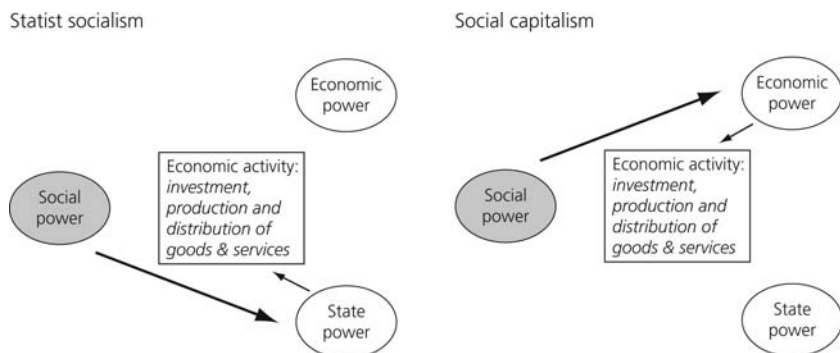 Statist socialism
Economic
power
Economic activity:
investment,
production and
distribution of
goods & services
Social
power
State
power
Social capitalism
Economic
power
Economic activity:
investment,
production and
distribution of
goods & services
Social
power
State
power